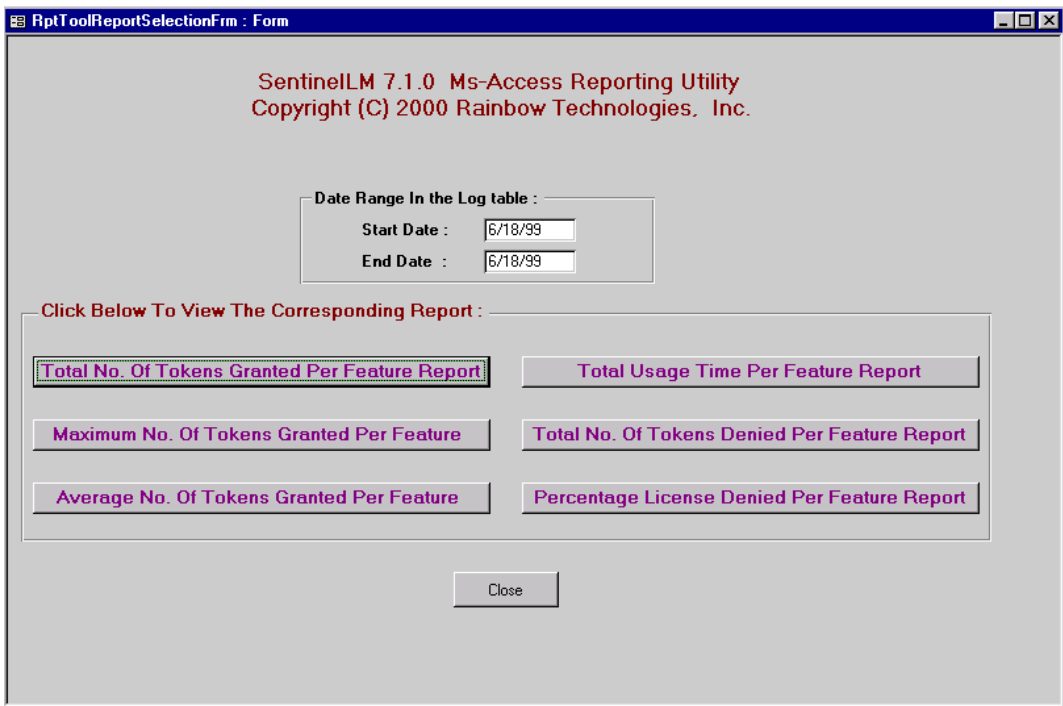 RptToolReportSelectionFrm : Form
SentinelLM 7.1.0 Ms-Access Reporting Utility
Copyright (C) 2000 Rainbow Technologies, Inc.
Date Range In the Log table :
Start Date : 6/18/99
End Date : 6/18/99
Click Below To View The Corresponding Report :
Total No. Of Tokens Granted Per Feature Report
Total Usage Time Per Feature Report
Maximum No. Of Tokens Granted Per Feature
Total No. Of Tokens Denied Per Feature Report
Average No. Of Tokens Granted Per Feature
Percentage License Denied Per Feature Report
Close